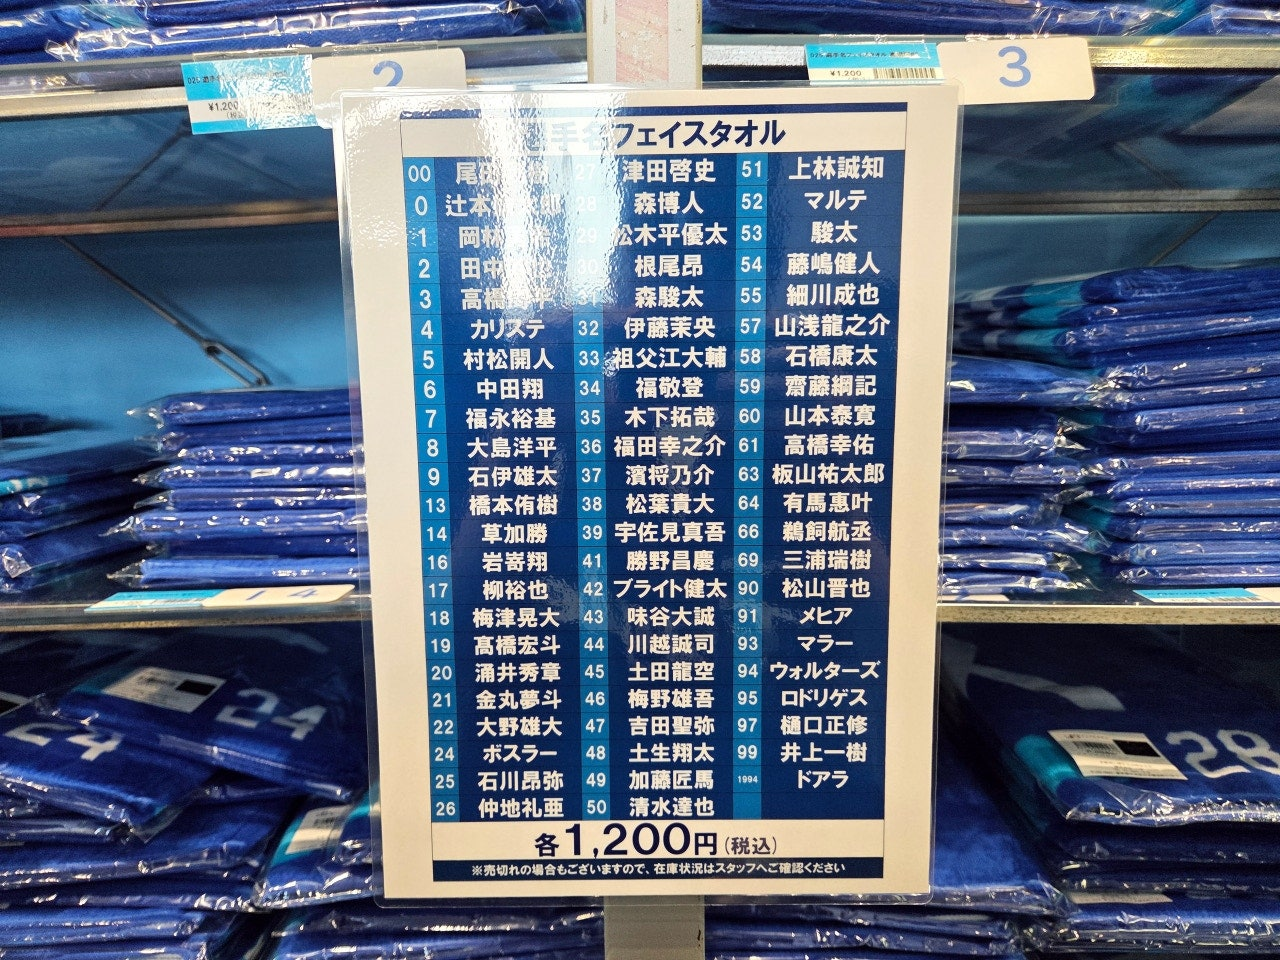 2
¥1,200
¥1,200
3
手名フェイスタオル
00 尾田
0 辻本
1 岡林
2 田中
3 高橋 平
4 カリステ
5 村松開人
6 中田翔
7 福永裕基
8 大島洋平
9 石伊雄太
13 橋本侑樹
14 草加勝
16 岩嵜翔
17 柳裕也
18 梅津晃大
19 髙橋宏斗
20 涌井秀章
21 金丸夢斗
22 大野雄大
24 ボスラー
25 石川昂弥
26 仲地礼亜
27 津田啓史
28 森博人
29 松木平優太
30 根尾昂
31 森駿太
32 伊藤茉央
33 祖父江大輔
34 福敬登
35 木下拓哉
36 福田幸之介
37 濱将乃介
38 松葉貴大
39 宇佐見真吾
41 勝野昌慶
42 ブライト健太
43 味谷大誠
44 川越誠司
45 土田龍空
46 梅野雄吾
47 吉田聖弥
48 土生翔太
49 加藤匠馬
50 清水達也
51 上林誠知
52 マルテ
53 駿太
54 藤嶋健人
55 細川成也
57 山浅龍之介
58 石橋康太
59 齋藤綱記
60 山本泰寛
61 高橋幸佑
63 板山祐太郎
64 有馬惠叶
66 鵜飼航丞
69 三浦瑞樹
90 松山晋也
91 メヒア
93 マラー
94 ウォルターズ
95 ロドリゲス
97 樋口正修
99 井上一樹
1994 ドアラ
各1,200円(税込)
※売切れの場合もございますので、在庫状況はスタッフへご確認ください
24
24
28